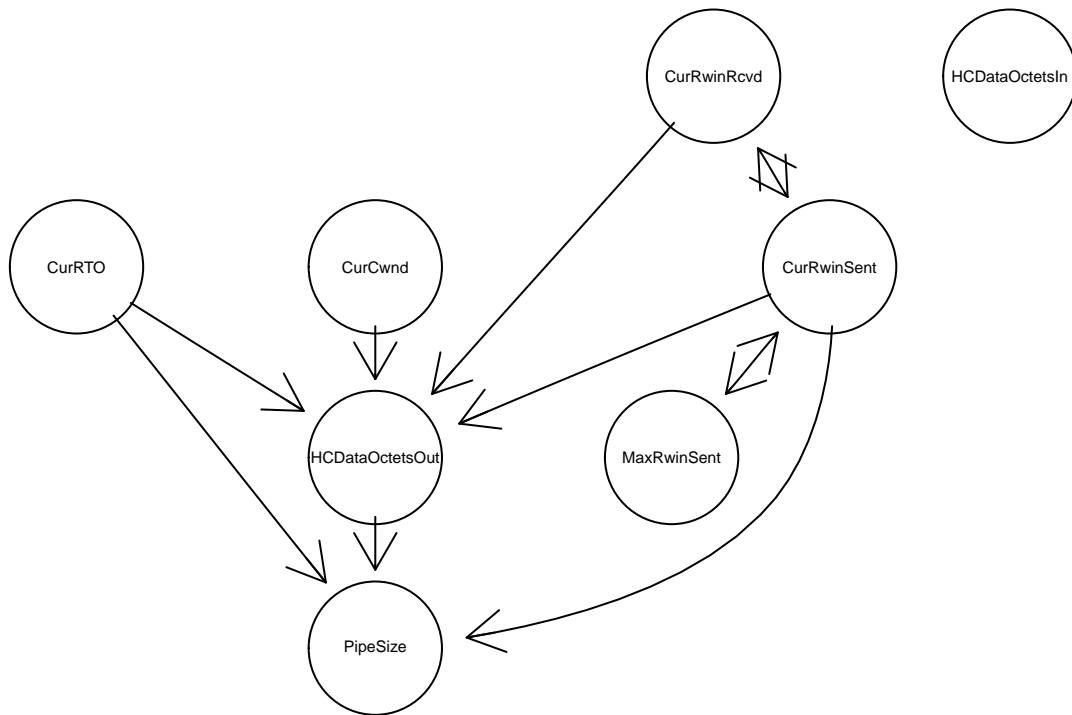 CurRwinRcvd
HCDataOctetsIn
CurRTO
CurCwnd
CurRwinSent
HCDataOctetsOut
MaxRwinSent
PipeSize